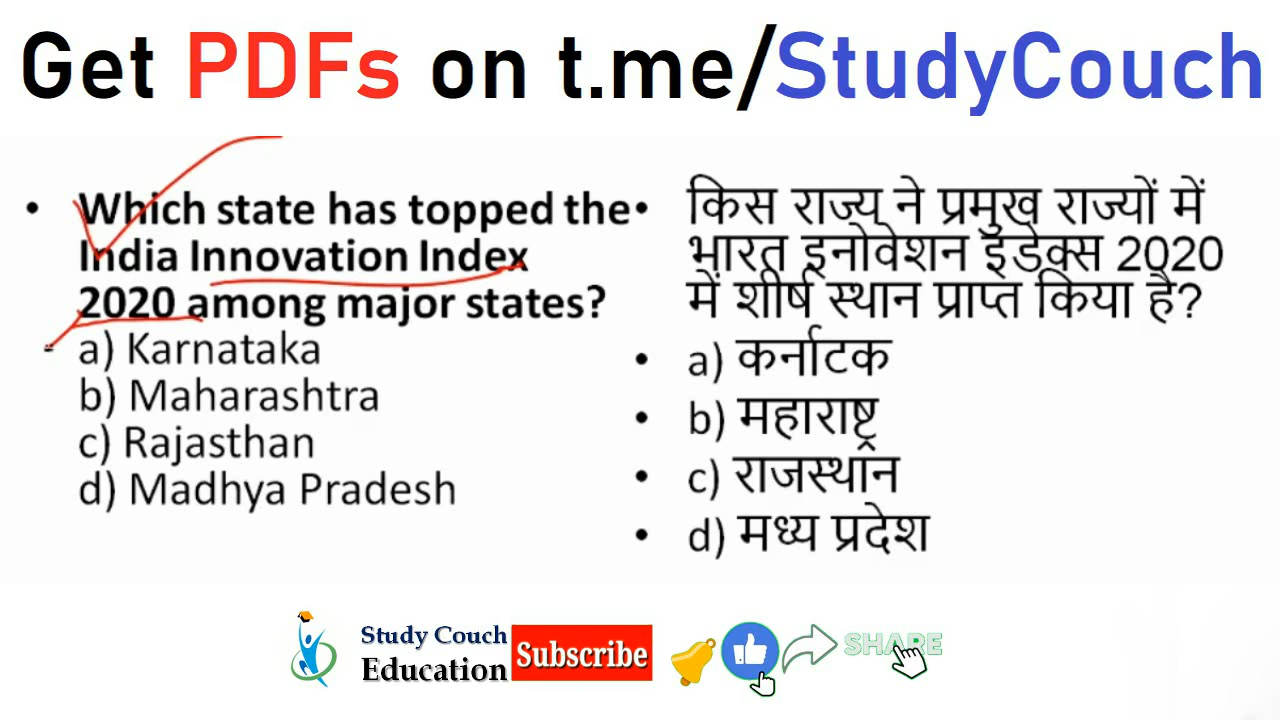 Get PDFs on t.me/StudyCouch
• Which state has topped the
India Innovation Index
2020 among major states?
a) Karnataka
b) Maharashtra
c) Rajasthan
d) Madhya Pradesh
• किस राज्य ने प्रमुख राज्यों में
भारत इनोवेशन इंडेक्स 2020
में शीर्ष स्थान प्राप्त किया है?
• a) कर्नाटक
• b) महाराष्ट्र
• c) राजस्थान
• d) मध्य प्रदेश
Study Couch
Education
Subscribe
SHARE